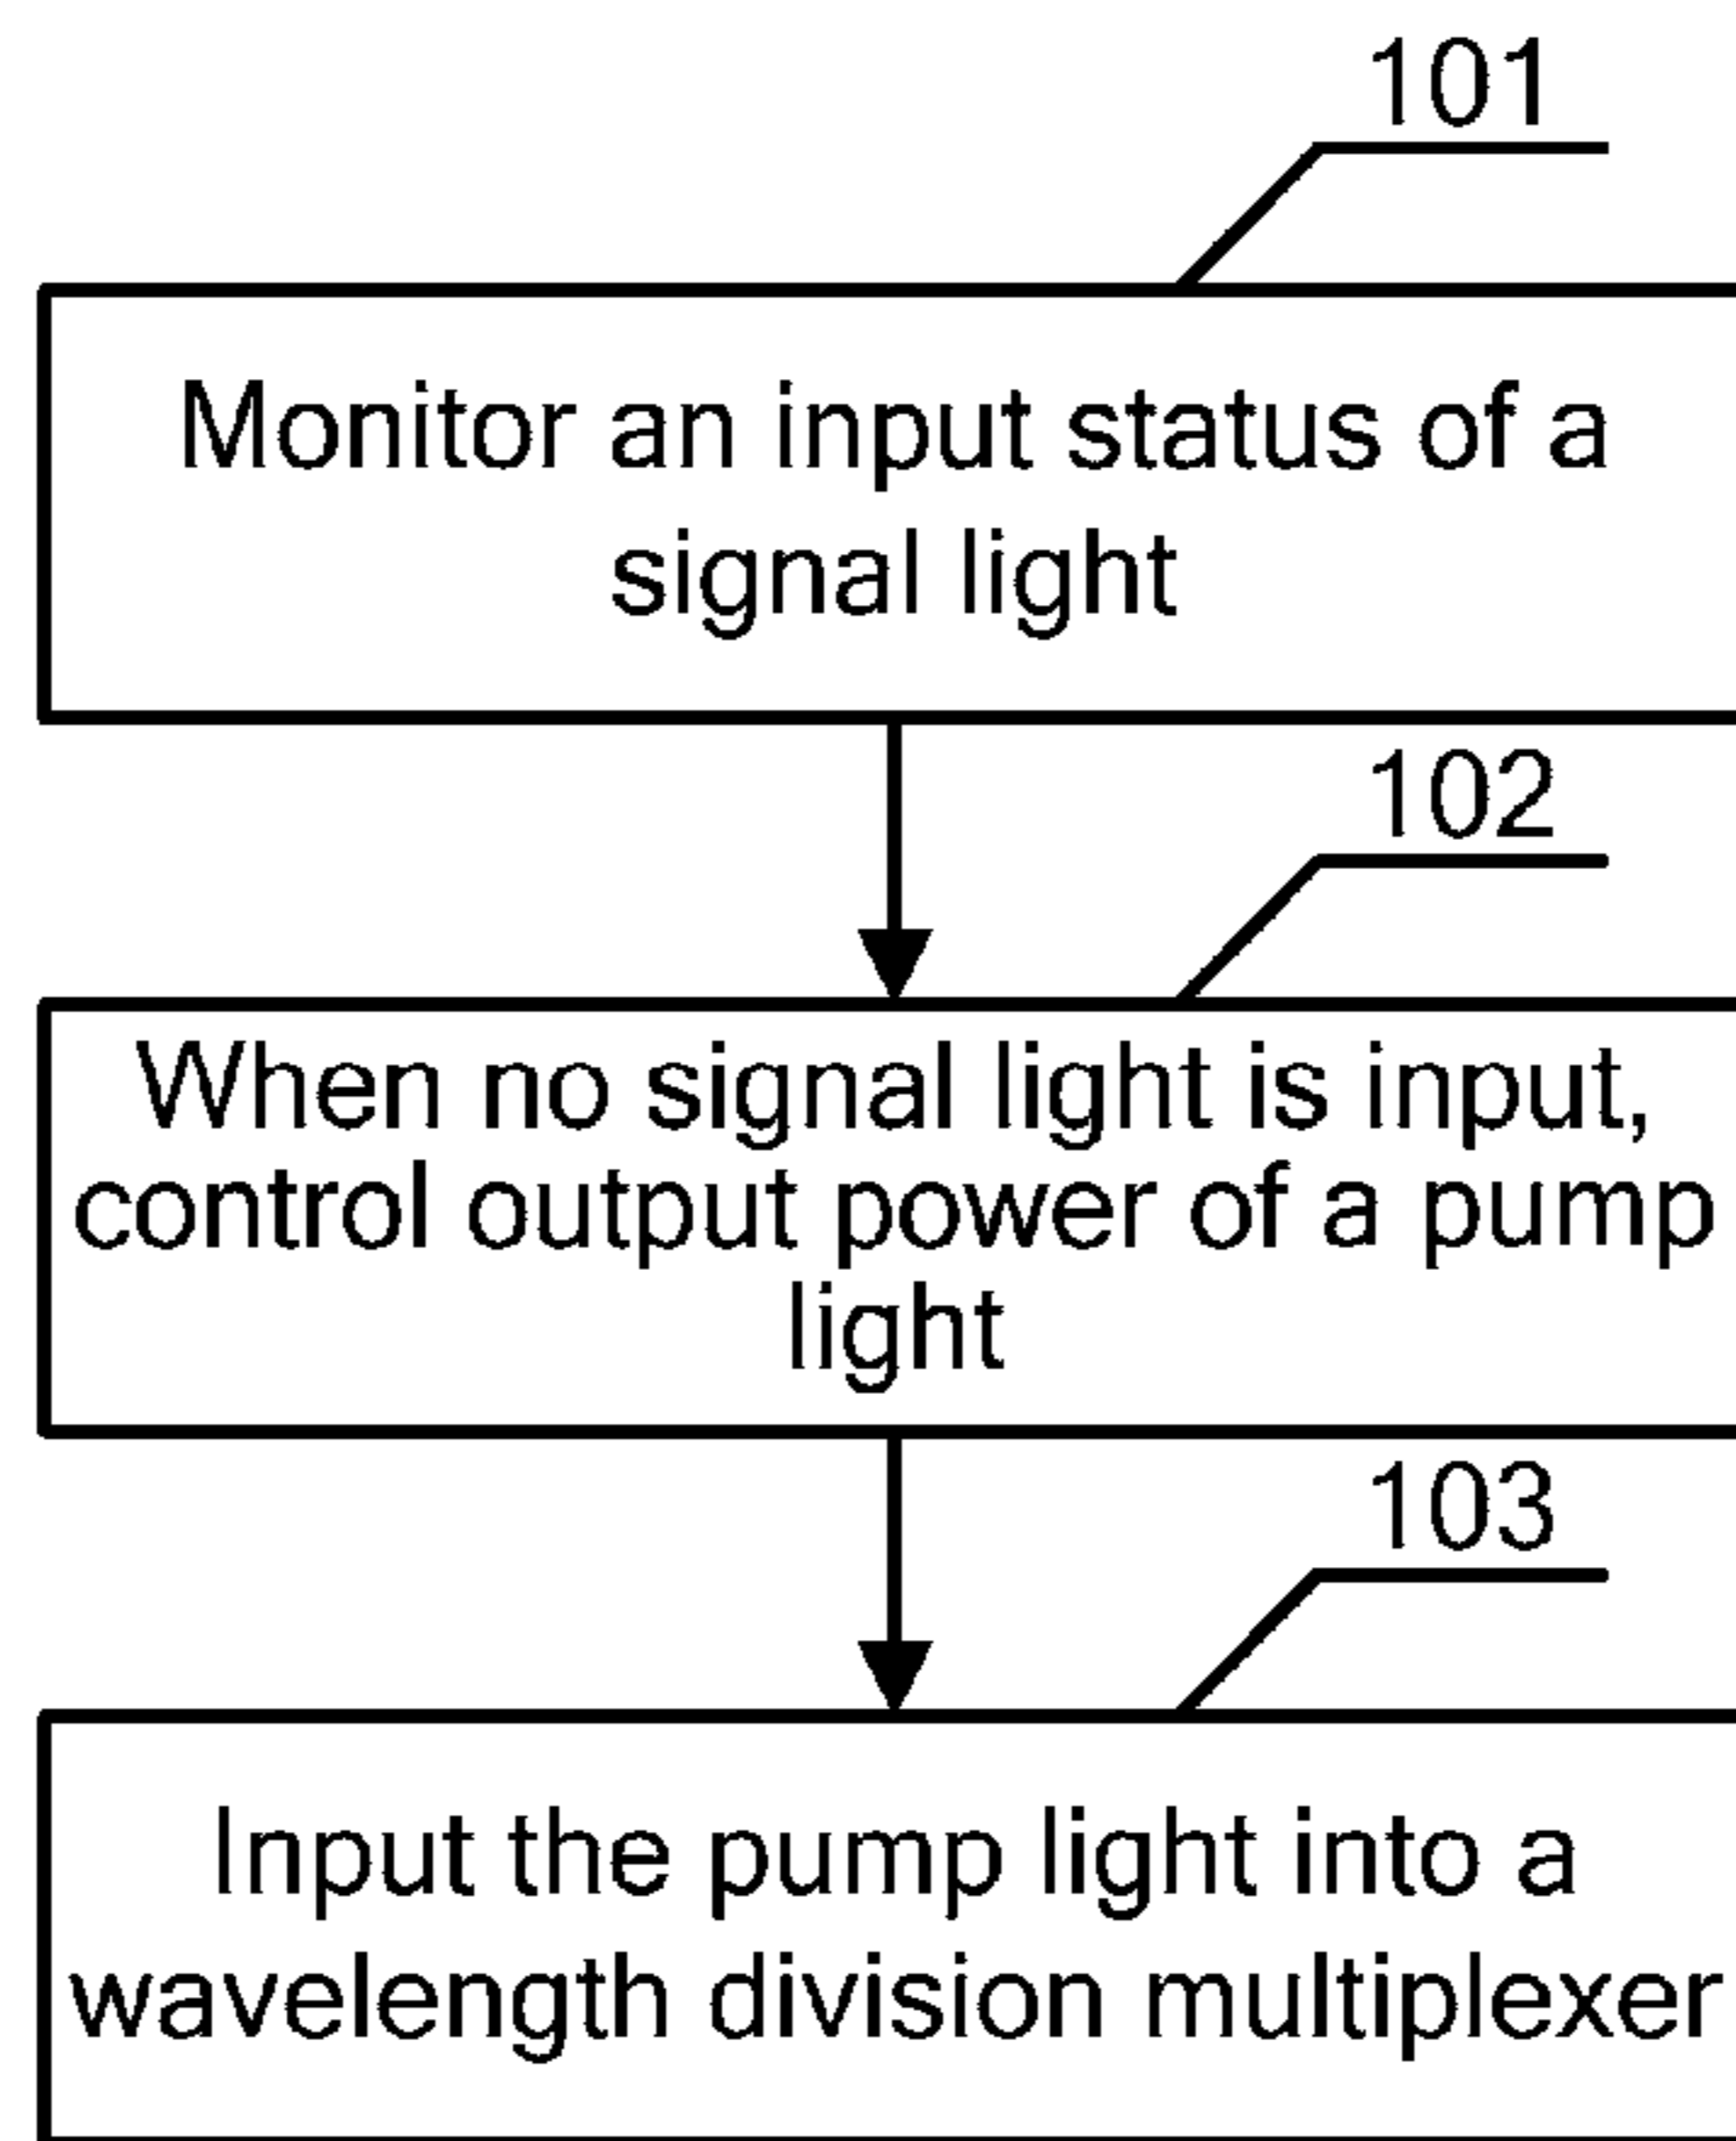 101
Monitor an input status of a
signal light
102
When no signal light is input,
control output power of a pump
light
103
Input the pump light into a
wavelength division multiplexer